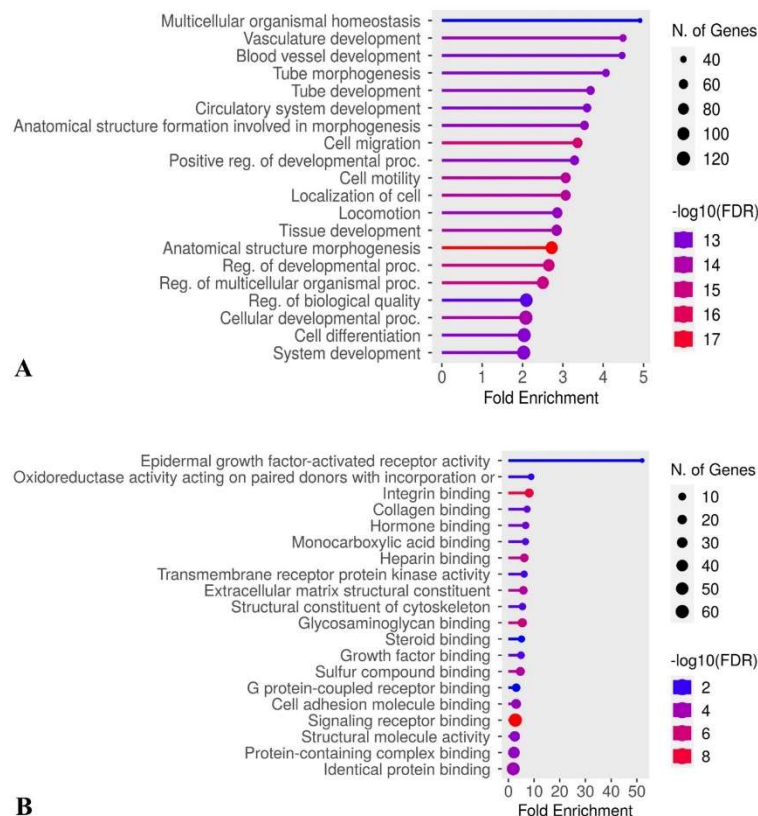 Multicellular organismal homeostasis
Vasculature development
Blood vessel development
Tube morphogenesis
Tube development
Circulatory system development
Anatomical structure formation involved in morphogenesis
Cell migration
Positive reg. of developmental proc.
Cell motility
Localization of cell
Locomotion
Tissue development
Anatomical structure morphogenesis
Reg. of developmental proc.
Reg. of multicellular organismal proc.
Reg. of biological quality
Cellular developmental proc.
Cell differentiation
System development
0 1 2 3 4 5
Fold Enrichment
N. of Genes
40
60
80
100
120
-log10(FDR)
13
14
15
16
17
A
Epidermal growth factor-activated receptor activity
Oxidoreductase activity acting on paired donors with incorporation or
Integrin binding
Collagen binding
Hormone binding
Monocarboxylic acid binding
Heparin binding
Transmembrane receptor protein kinase activity
Extracellular matrix structural constituent
Structural constituent of cytoskeleton
Glycosaminoglycan binding
Steroid binding
Growth factor binding
Sulfur compound binding
G protein-coupled receptor binding
Cell adhesion molecule binding
Signaling receptor binding
Structural molecule activity
Protein-containing complex binding
Identical protein binding
0 10 20 30 40 50
Fold Enrichment
N. of Genes
10
20
30
40
50
60
-log10(FDR)
2
4
6
8
B